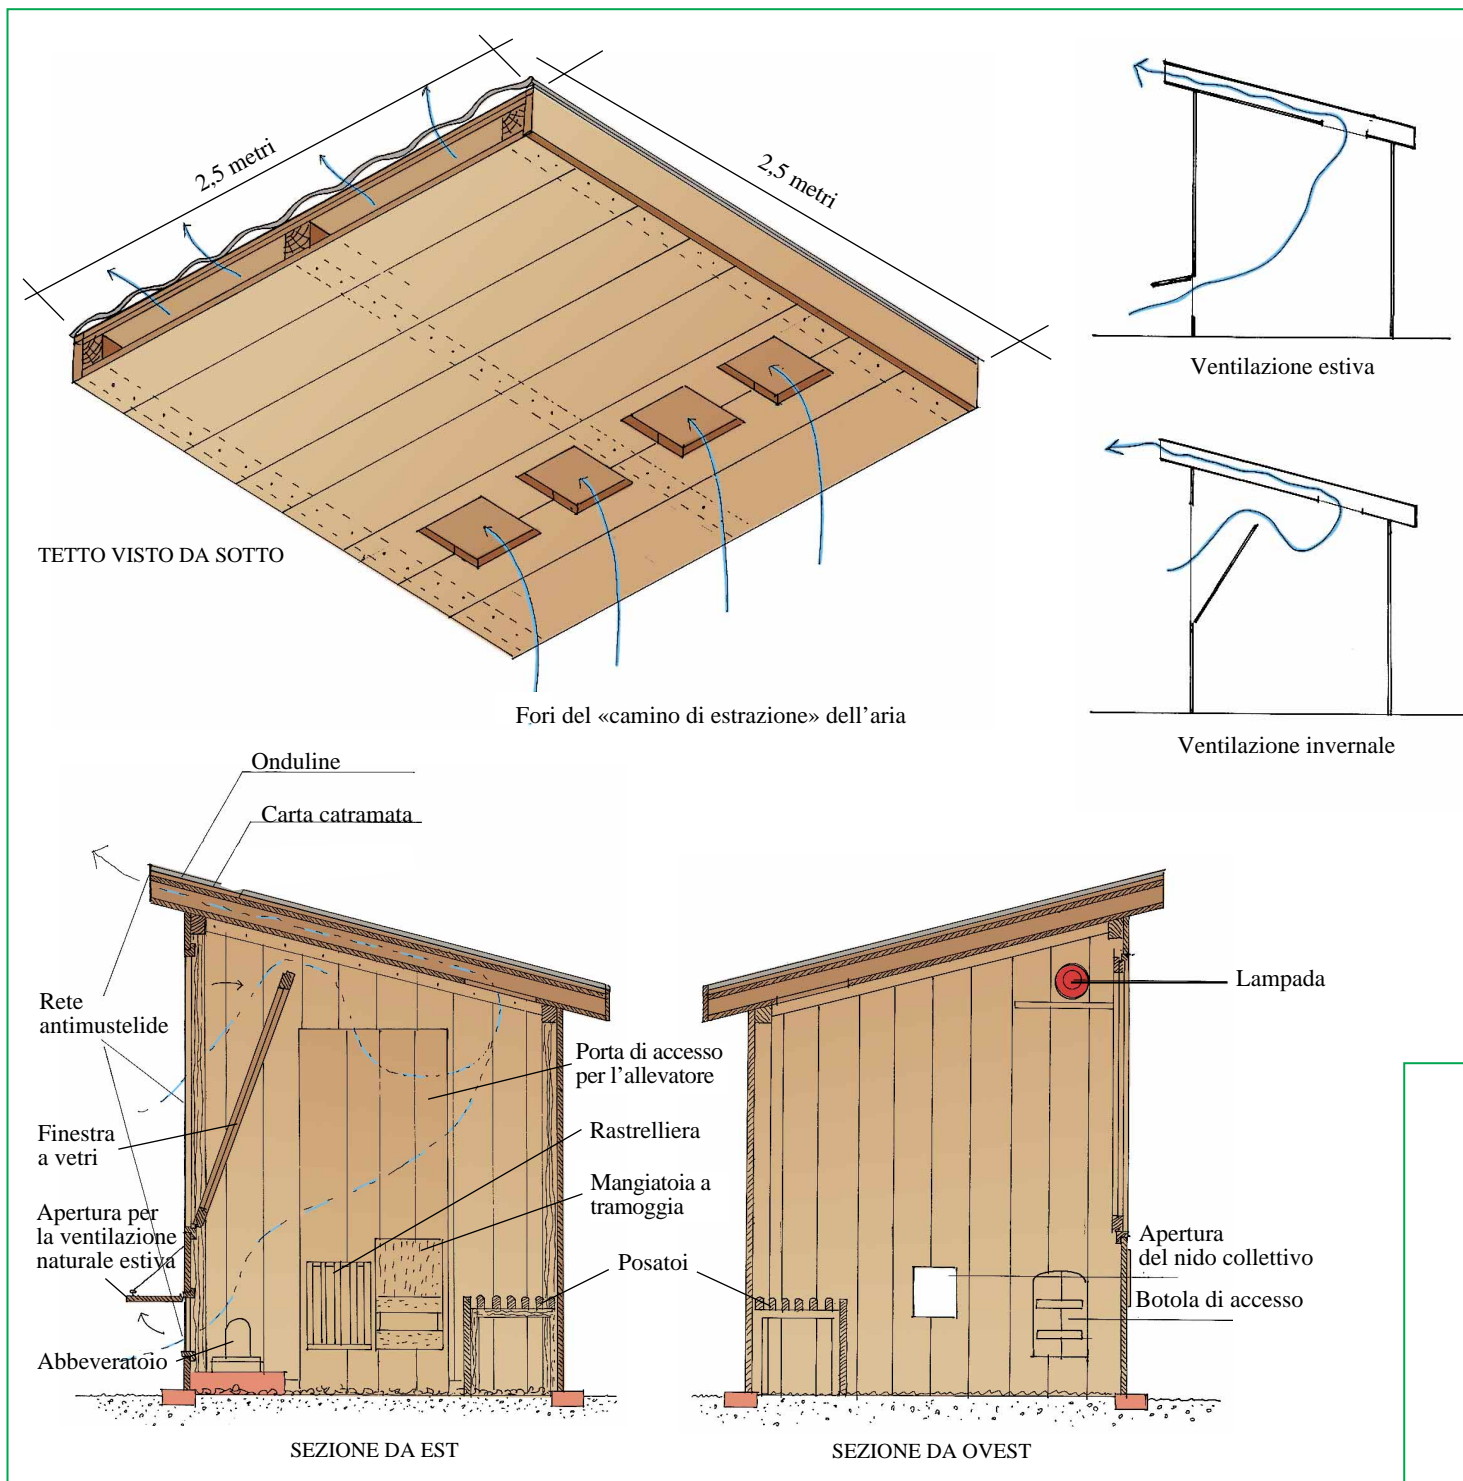 2,5 metri
2,5 metri
TETTO VISTO DA SOTTO
Fori del «camino di estrazione» dell’aria
Ventilazione estiva
Ventilazione invernale
Onduline
Carta catramata
Rete
antimustelide
Finestra
a vetri
Apertura per
la ventilazione
naturale estiva
Abbeveratoio
Porta di accesso
per l’allevatore
Rastrelliera
Mangiatoia a
tramoggia
Posatoi
SEZIONE DA EST
Lampada
Apertura
del nido collettivo
Botola di accesso
SEZIONE DA OVEST